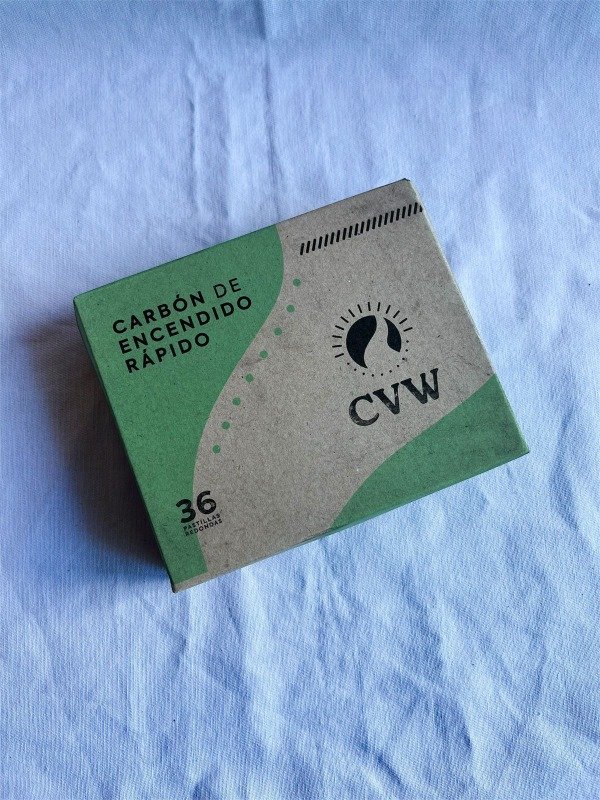 CARBÓN DE
ENCENDIDO
RÁPIDO
CVW
36
PASTILLAS
REDONDAS